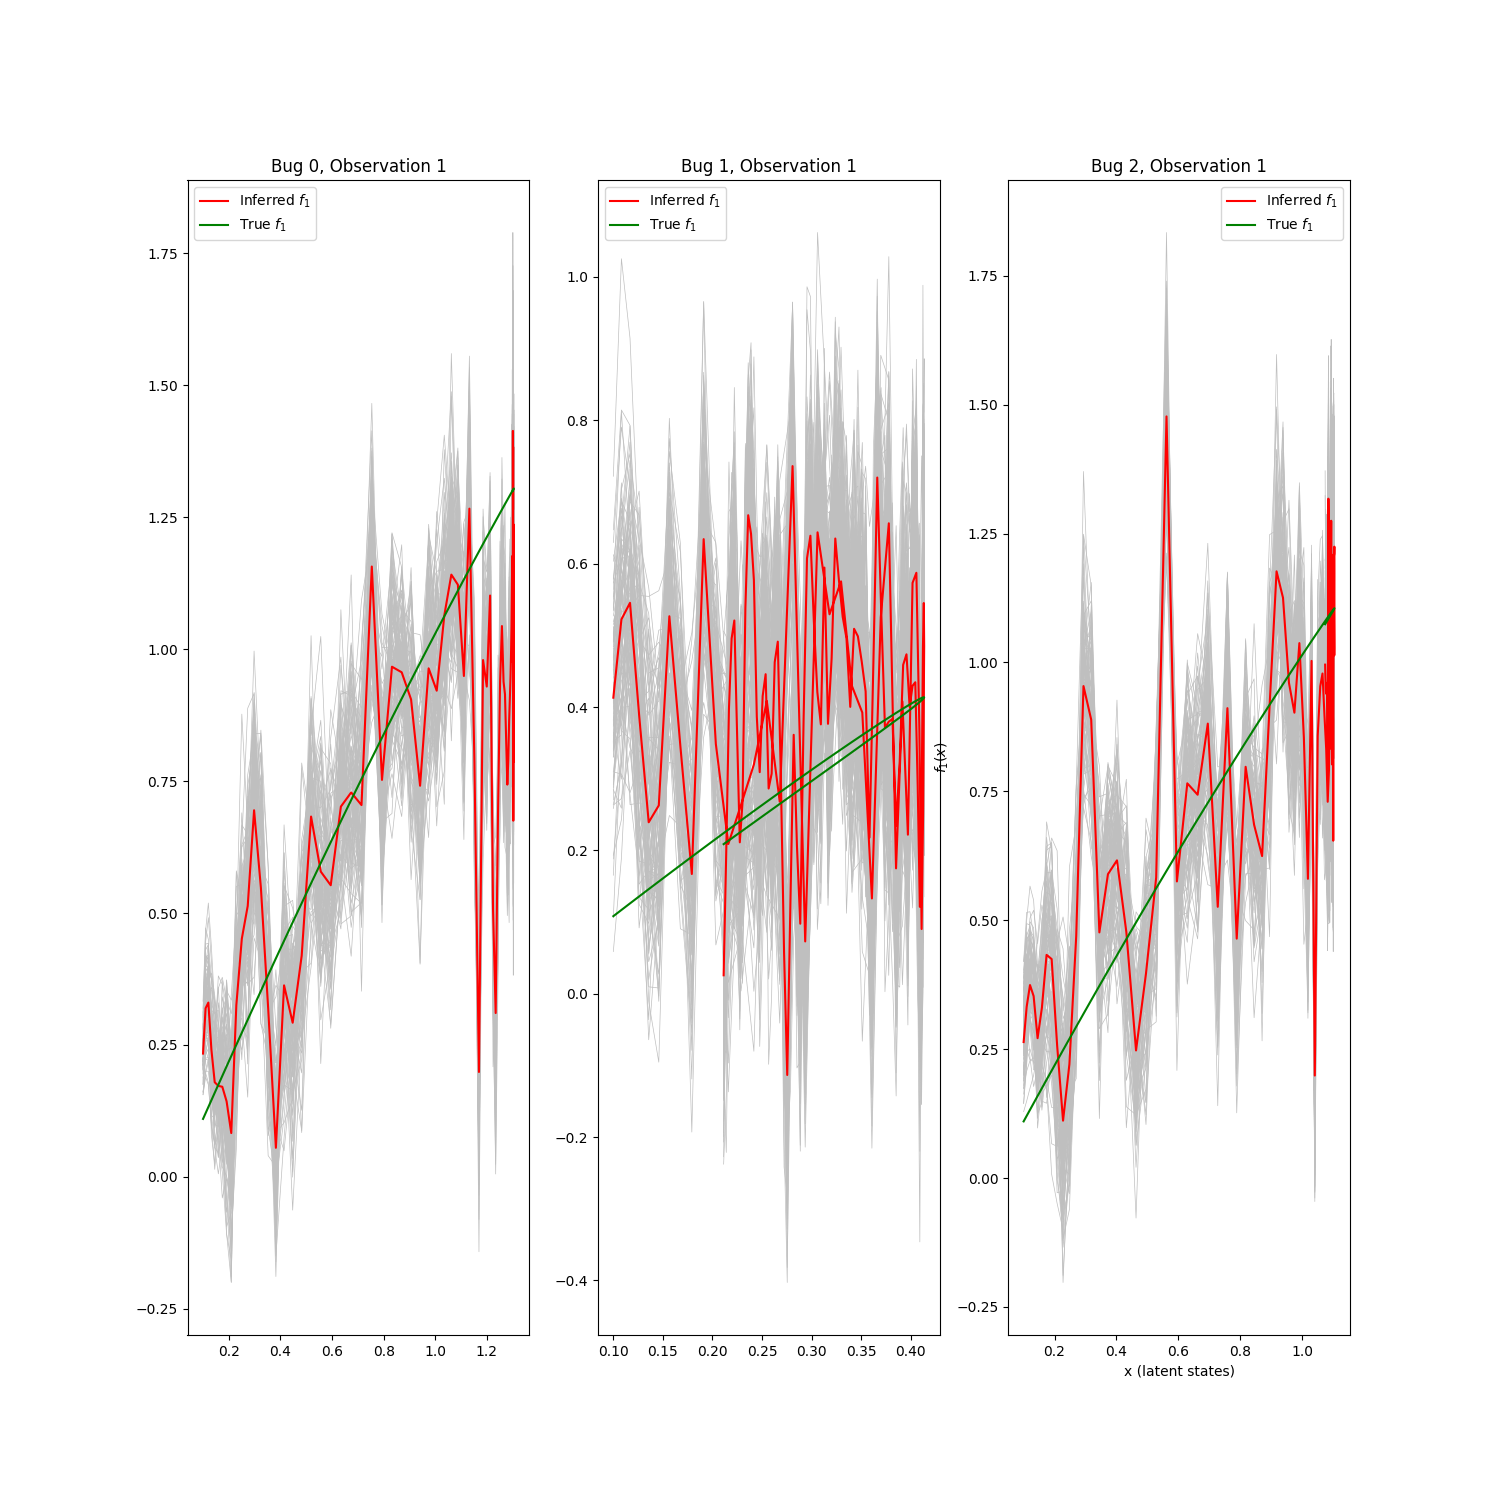 Bug 0, Observation 1
Inferred f₁
True f₁
1.75
1.50
1.25
1.00
0.75
0.50
0.25
0.00
−0.25
0.2 0.4 0.6 0.8 1.0 1.2
Bug 1, Observation 1
Inferred f₁
True f₁
1.0
0.8
0.6
0.4
0.2
0.0
−0.2
−0.4
0.10 0.15 0.20 0.25 0.30 0.35 0.40
Bug 2, Observation 1
Inferred f₁
True f₁
f₁(x)
1.75
1.50
1.25
1.00
0.75
0.50
0.25
0.00
−0.25
0.2 0.4 0.6 0.8 1.0
x (latent states)